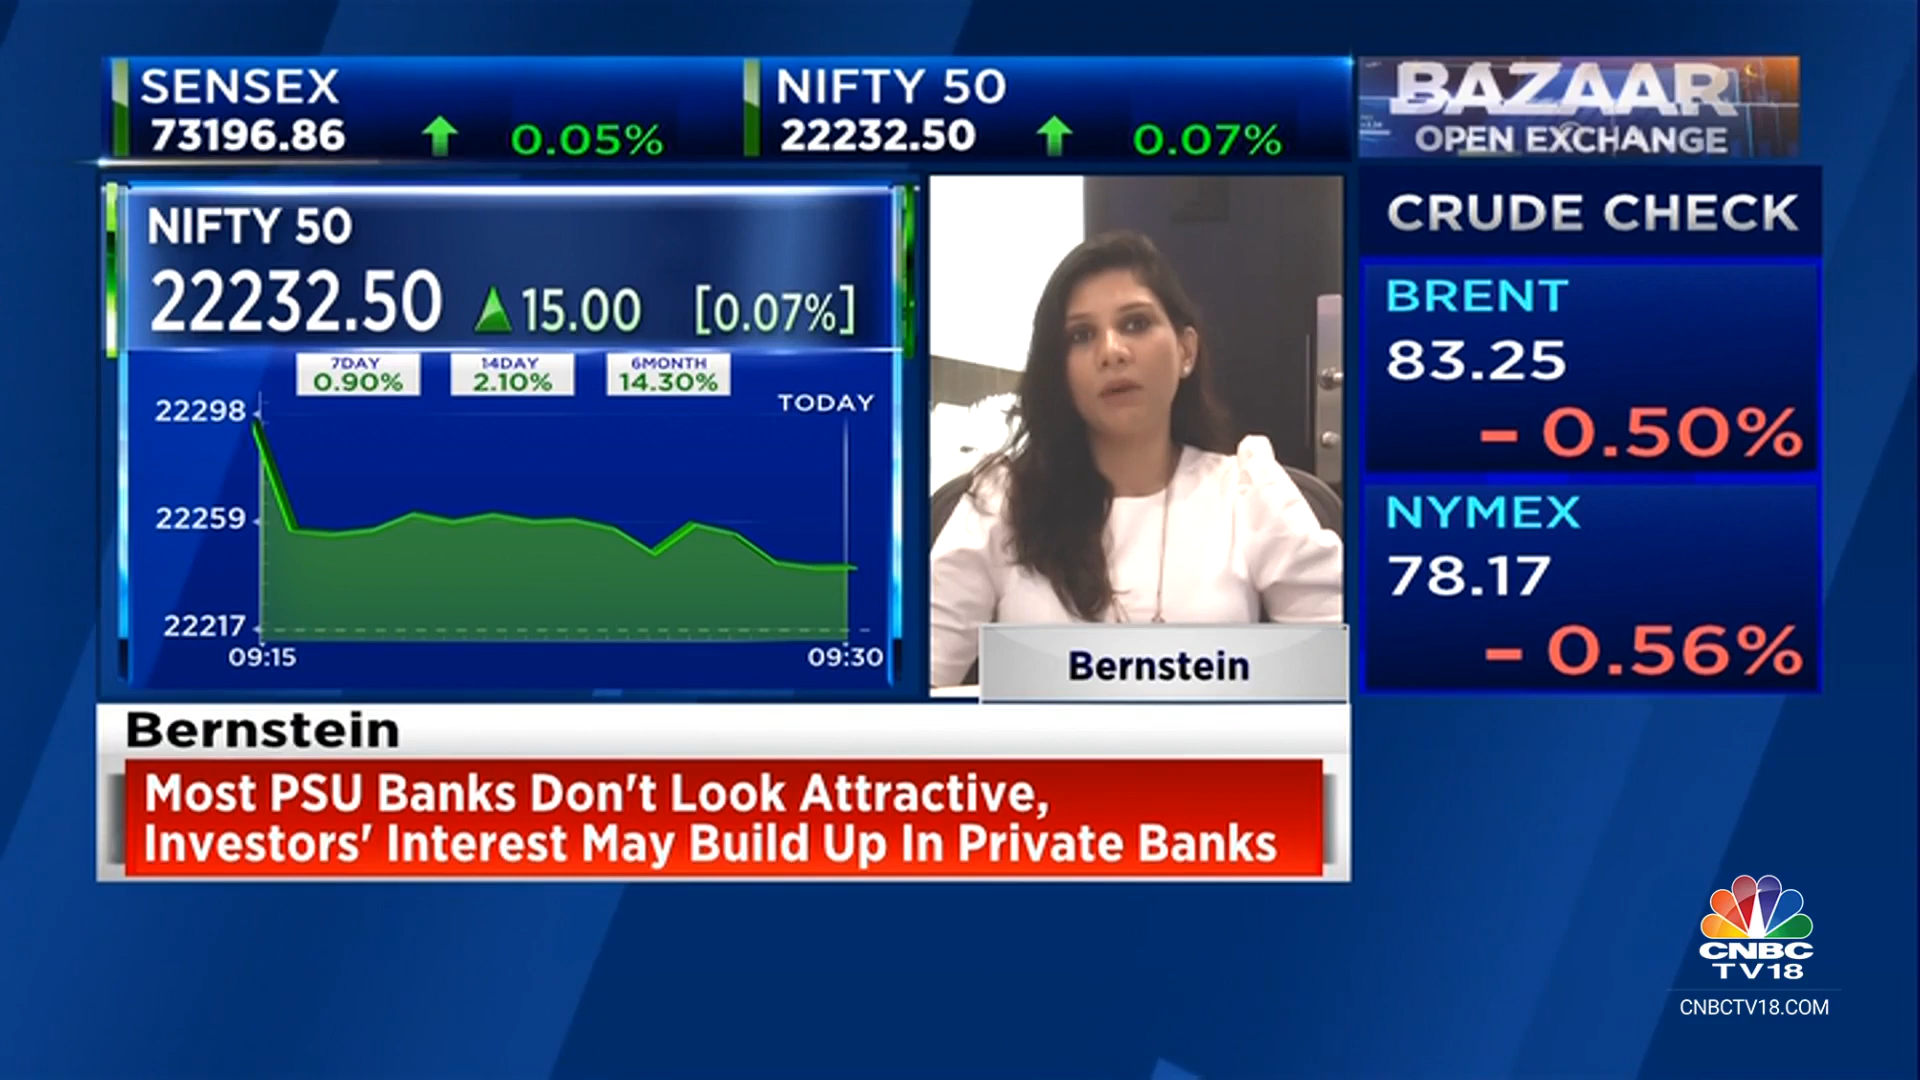 SENSEX
73196.86 0.05%
NIFTY 50
22232.50 0.07%
BAZAAR
OPEN EXCHANGE
NIFTY 50
22232.50 15.00 [0.07%]
7DAY
0.90%
14DAY
2.10%
6MONTH
14.30%
TODAY
22298
22259
22217
09:15
09:30
Bernstein
CRUDE CHECK
BRENT
83.25
- 0.50%
NYMEX
78.17
- 0.56%
Bernstein
Most PSU Banks Don't Look Attractive,
Investors' Interest May Build Up In Private Banks
CNBC
TV18
CNBCTV18.COM